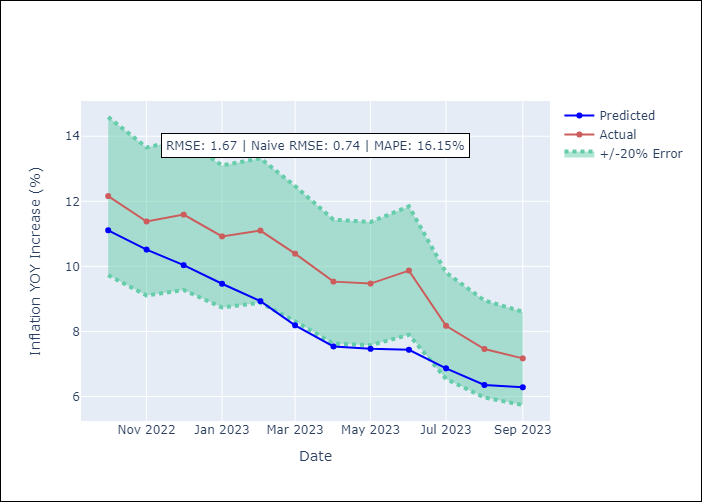 RMSE: 1.67 | Naive RMSE: 0.74 | MAPE: 16.15%
Predicted
Actual
+/-20% Error
Inflation YOY Increase (%)
14
12
10
8
6
Nov 2022
Jan 2023
Mar 2023
May 2023
Jul 2023
Sep 2023
Date